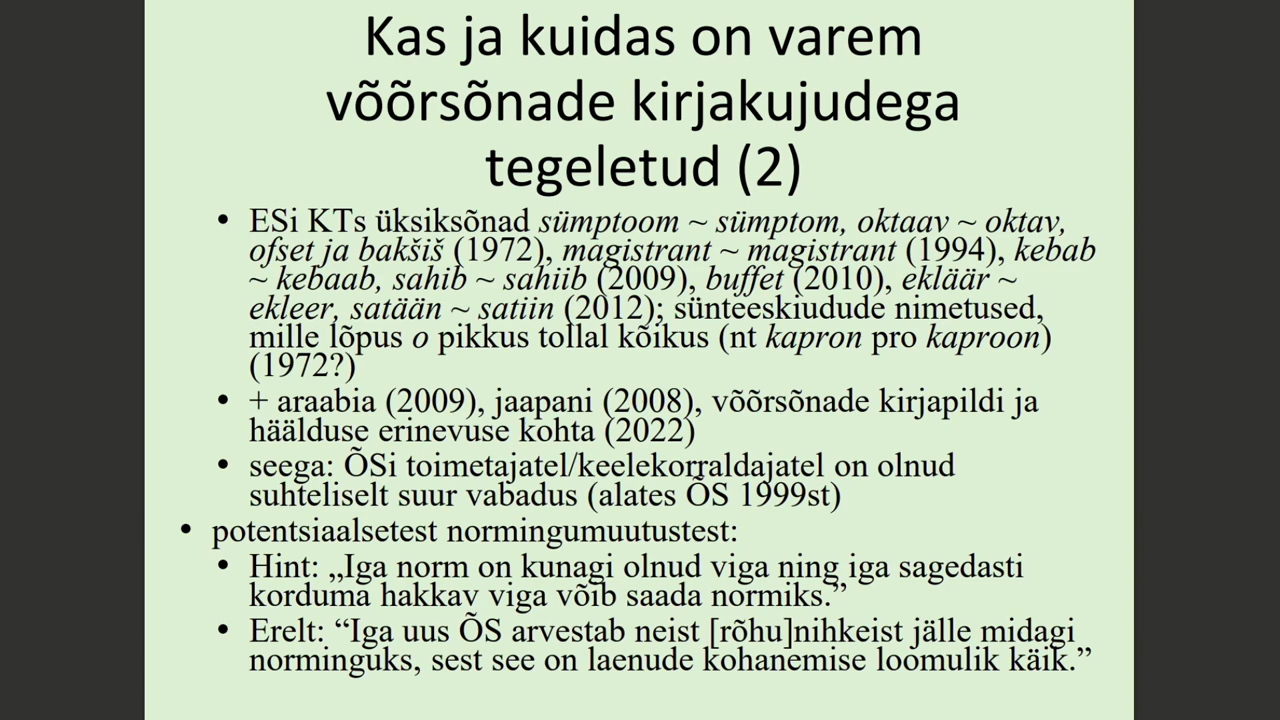 Kas ja kuidas on varem
võõrsõnade kirjakujudega
tegeletud (2)
• ESi KTs üksiksõnad sümptoom ~ sümptom, oktaav ~ oktav,
ofset ja bakšiš (1972), magistrant ~ magistrant (1994), kebab
~ kebaab, sahib ~ sahiib (2009), buffet (2010), ekläär ~
ekleer, satään ~ satiin (2012); sünteeskiudude nimetused,
mille lõpus o pikkus tollal kõikus (nt kapron pro kaproon)
(1972?)
• + araabia (2009), jaapani (2008), võõrsõnade kirjapildi ja
häälduse erinevuse kohta (2022)
• seega: ÕSi toimetajatel/keelekorraldajatel on olnud
suhteliselt suur vabadus (alates ÕS 1999st)
• potentsiaalsetest normingumuutustest:
• Hint: „Iga norm on kunagi olnud viga ning iga sagedasti
korduma hakkav viga võib saada normiks.”
• Erelt: “Iga uus ÕS arvestab neist [rõhu]nihkeist jälle midagi
norminguks, sest see on laenude kohanemise loomulik käik.”